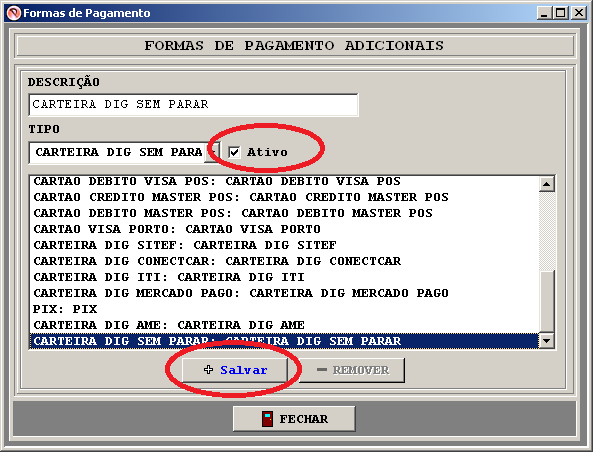 Formas de Pagamento
FORMAS DE PAGAMENTO ADICIONAIS
DESCRIÇÃO
CARTEIRA DIG SEM PARAR
TIPO
CARTEIRA DIG SEM PARA Ativo
CARTAO DEBITO VISA POS: CARTAO DEBITO VISA POS
CARTAO CREDITO MASTER POS: CARTAO CREDITO MASTER POS
CARTAO DEBITO MASTER POS: CARTAO DEBITO MASTER POS
CARTAO VISA PORTO: CARTAO VISA PORTO
CARTEIRA DIG SITEF: CARTEIRA DIG SITEF
CARTEIRA DIG CONECTCAR: CARTEIRA DIG CONECTCAR
CARTEIRA DIG ITI: CARTEIRA DIG ITI
CARTEIRA DIG MERCADO PAGO: CARTEIRA DIG MERCADO PAGO
PIX: PIX
CARTEIRA DIG AME: CARTEIRA DIG AME
CARTEIRA DIG SEM PARAR: CARTEIRA DIG SEM PARAR
Salvar REMOVER
FECHAR